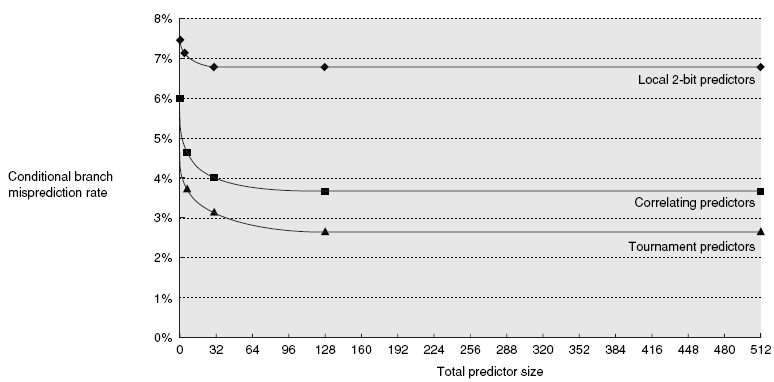 8%
7%
Local 2-bit predictors
6%
5%
Conditional branch
misprediction rate
4%
Correlating predictors
3%
Tournament predictors
2%
1%
0%
0 32 64 96 128 160 192 224 256 288 320 352 384 416 448 480 512
Total predictor size